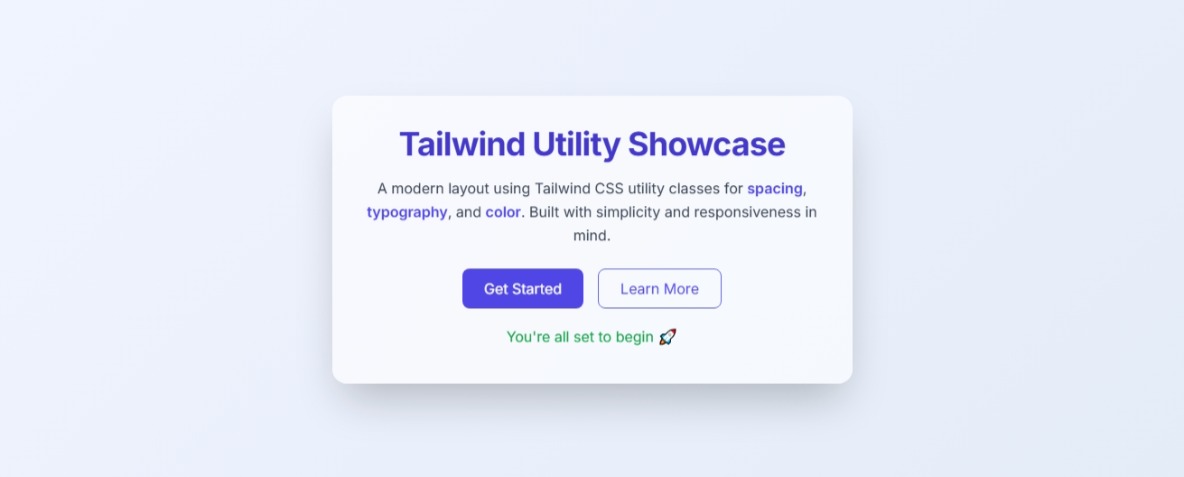 Tailwind Utility Showcase
A modern layout using Tailwind CSS utility classes for spacing,
typography, and color. Built with simplicity and responsiveness in
mind.
Get Started
Learn More
You're all set to begin 🚀